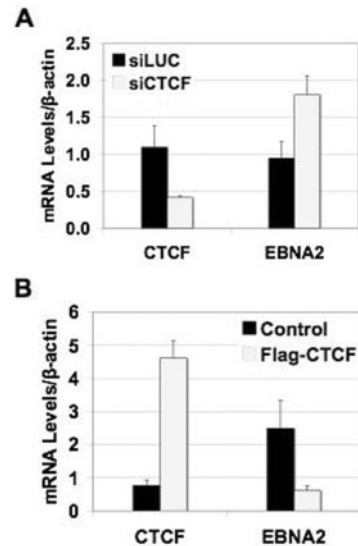 A
mRNA Levels/β-actin
2.5
2.0
1.5
1.0
0.5
0.0
siLUC
siCTCF
CTCF EBNA2
B
mRNA Levels/β-actin
6
5
4
3
2
1
0
Control
Flag-CTCF
CTCF EBNA2